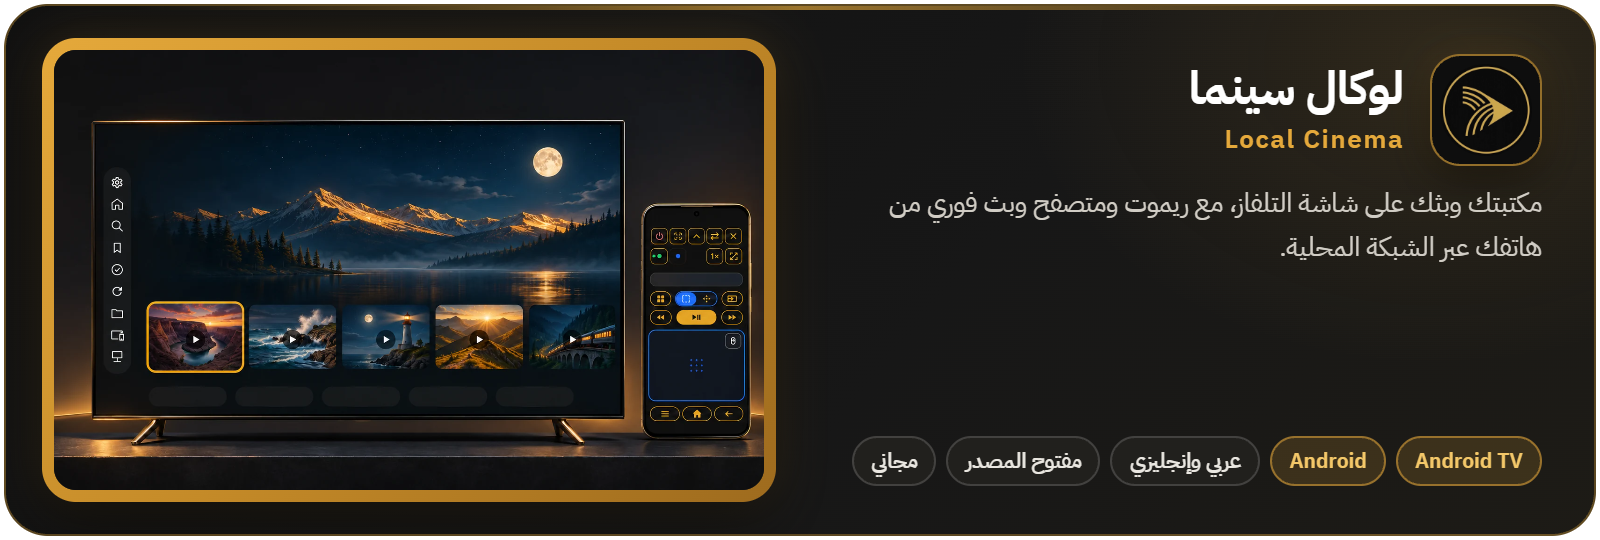 لوكال سينما
Local Cinema
مكتبتك وبثك على شاشة التلفاز، مع ريموت ومتصفح وبث فوري من
هاتفك عبر الشبكة المحلية.
Android TV
Android
عربي وإنجليزي
مفتوح المصدر
مجاني
1×